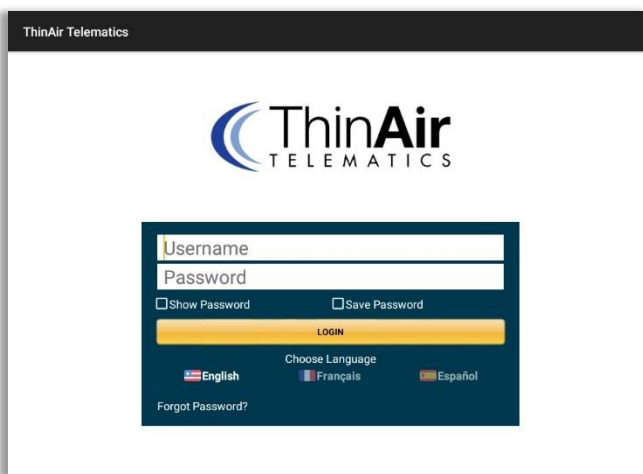 ThinAir Telematics
ThinAir
TELEMATICS
Username
Password
Show Password Save Password
LOGIN
Choose Language
English Français Español
Forgot Password?